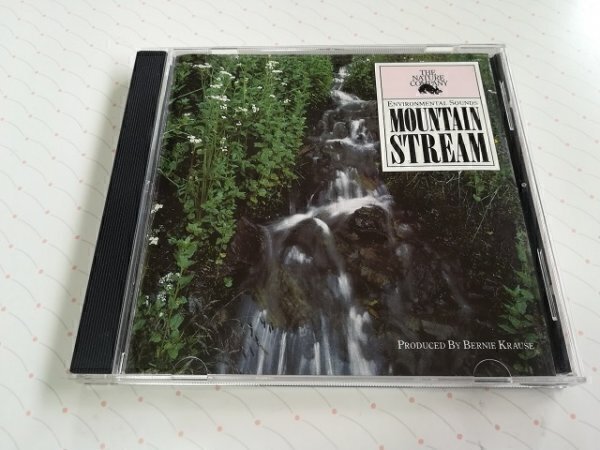 THE
NATURE
COMPANY
ENVIRONMENTAL SOUNDS
MOUNTAIN
STREAM
PRODUCED BY BERNIE KRAUSE